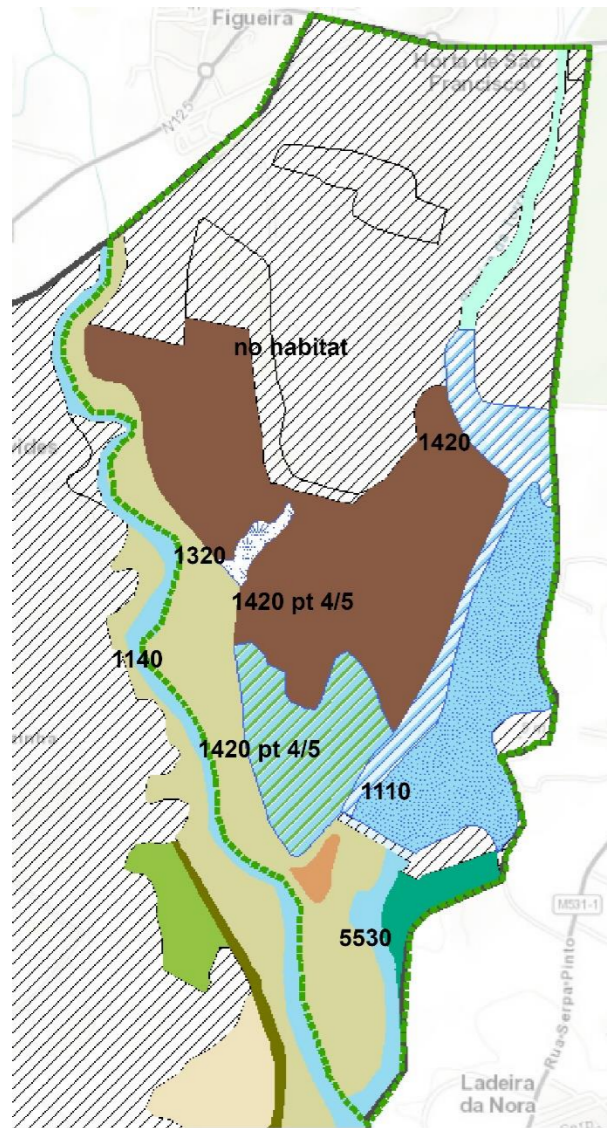 Figueira
Horta de São
Francisco
N125
no habitat
1420
1320
1420 pt 4/5
1140
1420 pt 4/5
1110
M531-1
5530
Rua-Serpa-Pinto
Ladeira
da Nora